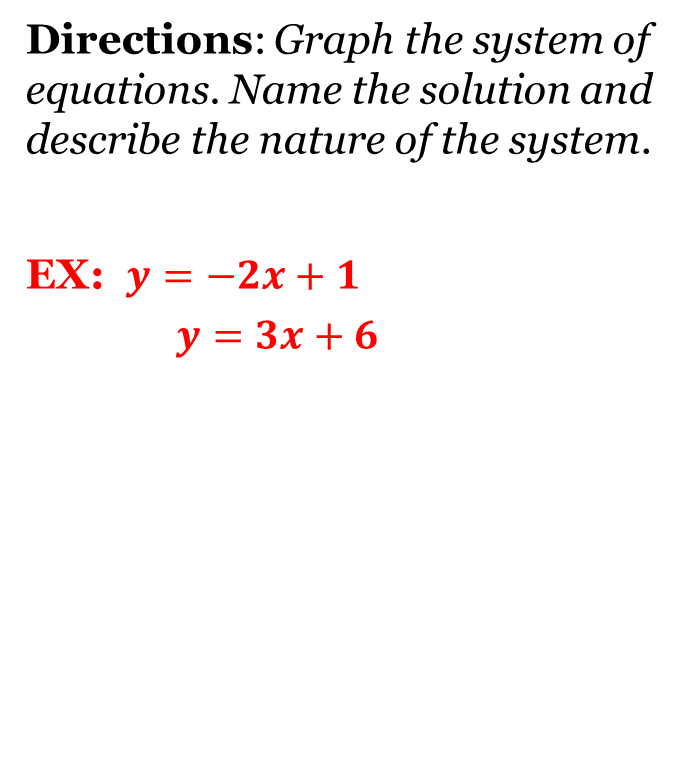 Directions: Graph the system of
equations. Name the solution and
describe the nature of the system.
EX: y = −2x + 1
y = 3x + 6